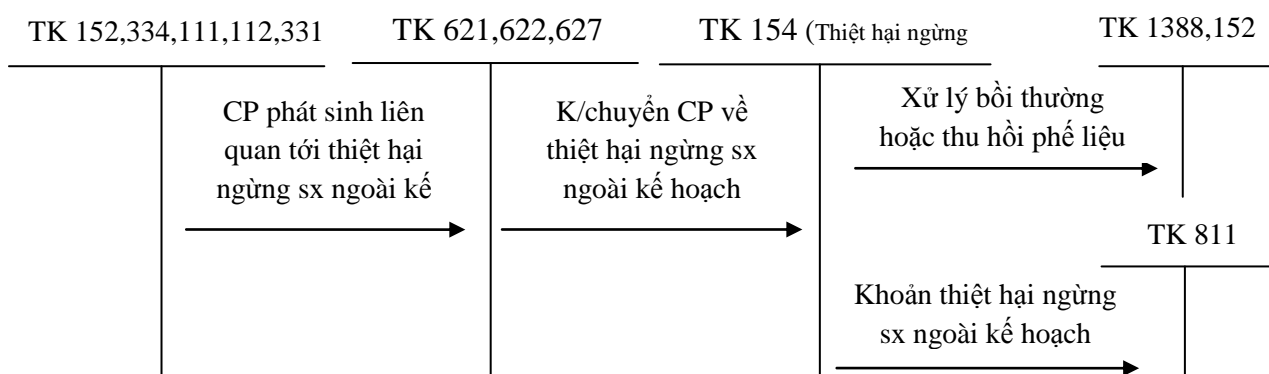 TK 152,334,111,112,331
TK 621,622,627
TK 154 (Thiệt hại ngừng
TK 1388,152
CP phát sinh liên
quan tới thiệt hại
ngừng sx ngoài kế
K/chuyển CP về
thiệt hại ngừng sx
ngoài kế hoạch
Xử lý bồi thường
hoặc thu hồi phế liệu
TK 811
Khoản thiệt hại ngừng
sx ngoài kế hoạch